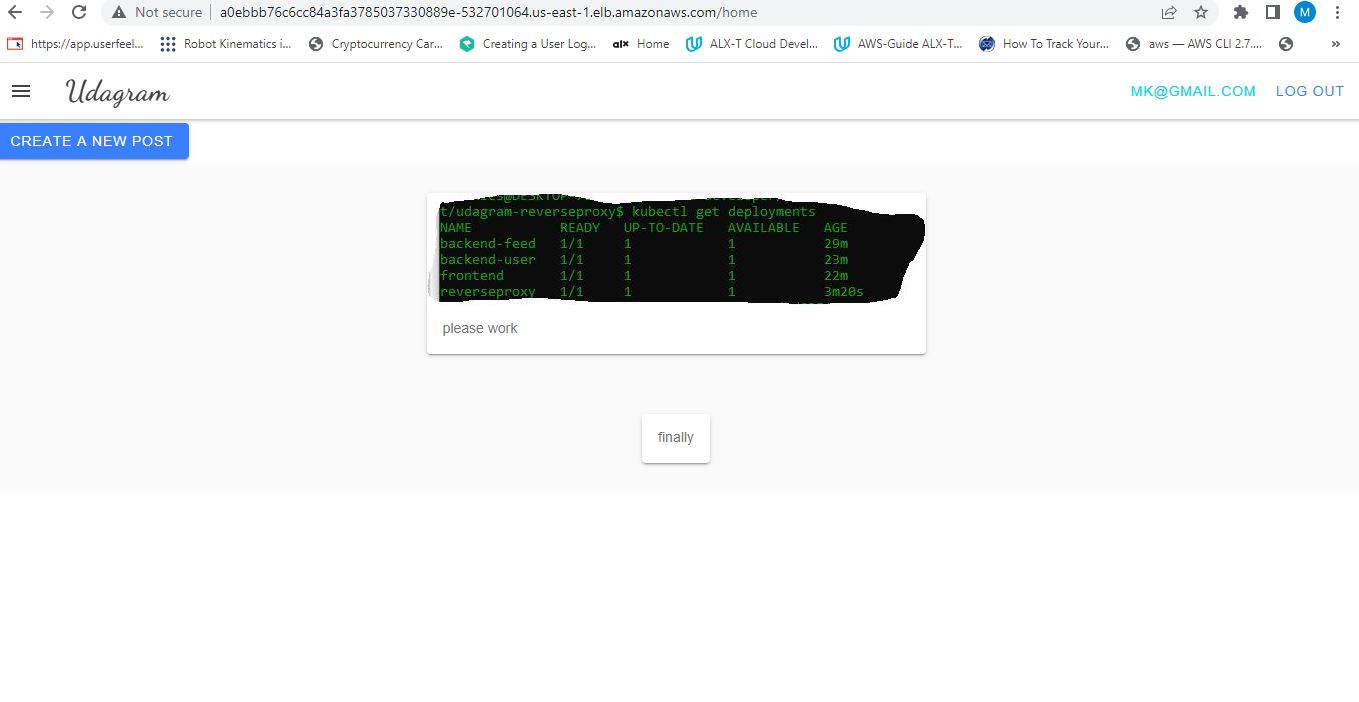 Not secure a0ebbb76c6cc84a3fa3785037330889e-532701064.us-east-1.elb.amazonaws.com/home M
https://app.userfeel... Robot Kinematics i... Cryptocurrency Car... Creating a User Log... alx Home ALX-T Cloud Devel... AWS-Guide ALX-T... How To Track Your... aws — AWS CLI 2.7.... »
Udagram MK@GMAIL.COM LOG OUT
CREATE A NEW POST
t/udagram-reverseproxy$ kubectl get deployments
NAME READY UP-TO-DATE AVAILABLE AGE
backend-feed 1/1 1 1 29m
backend-user 1/1 1 1 23m
frontend 1/1 1 1 22m
reverseproxy 1/1 1 1 3m20s
please work
finally